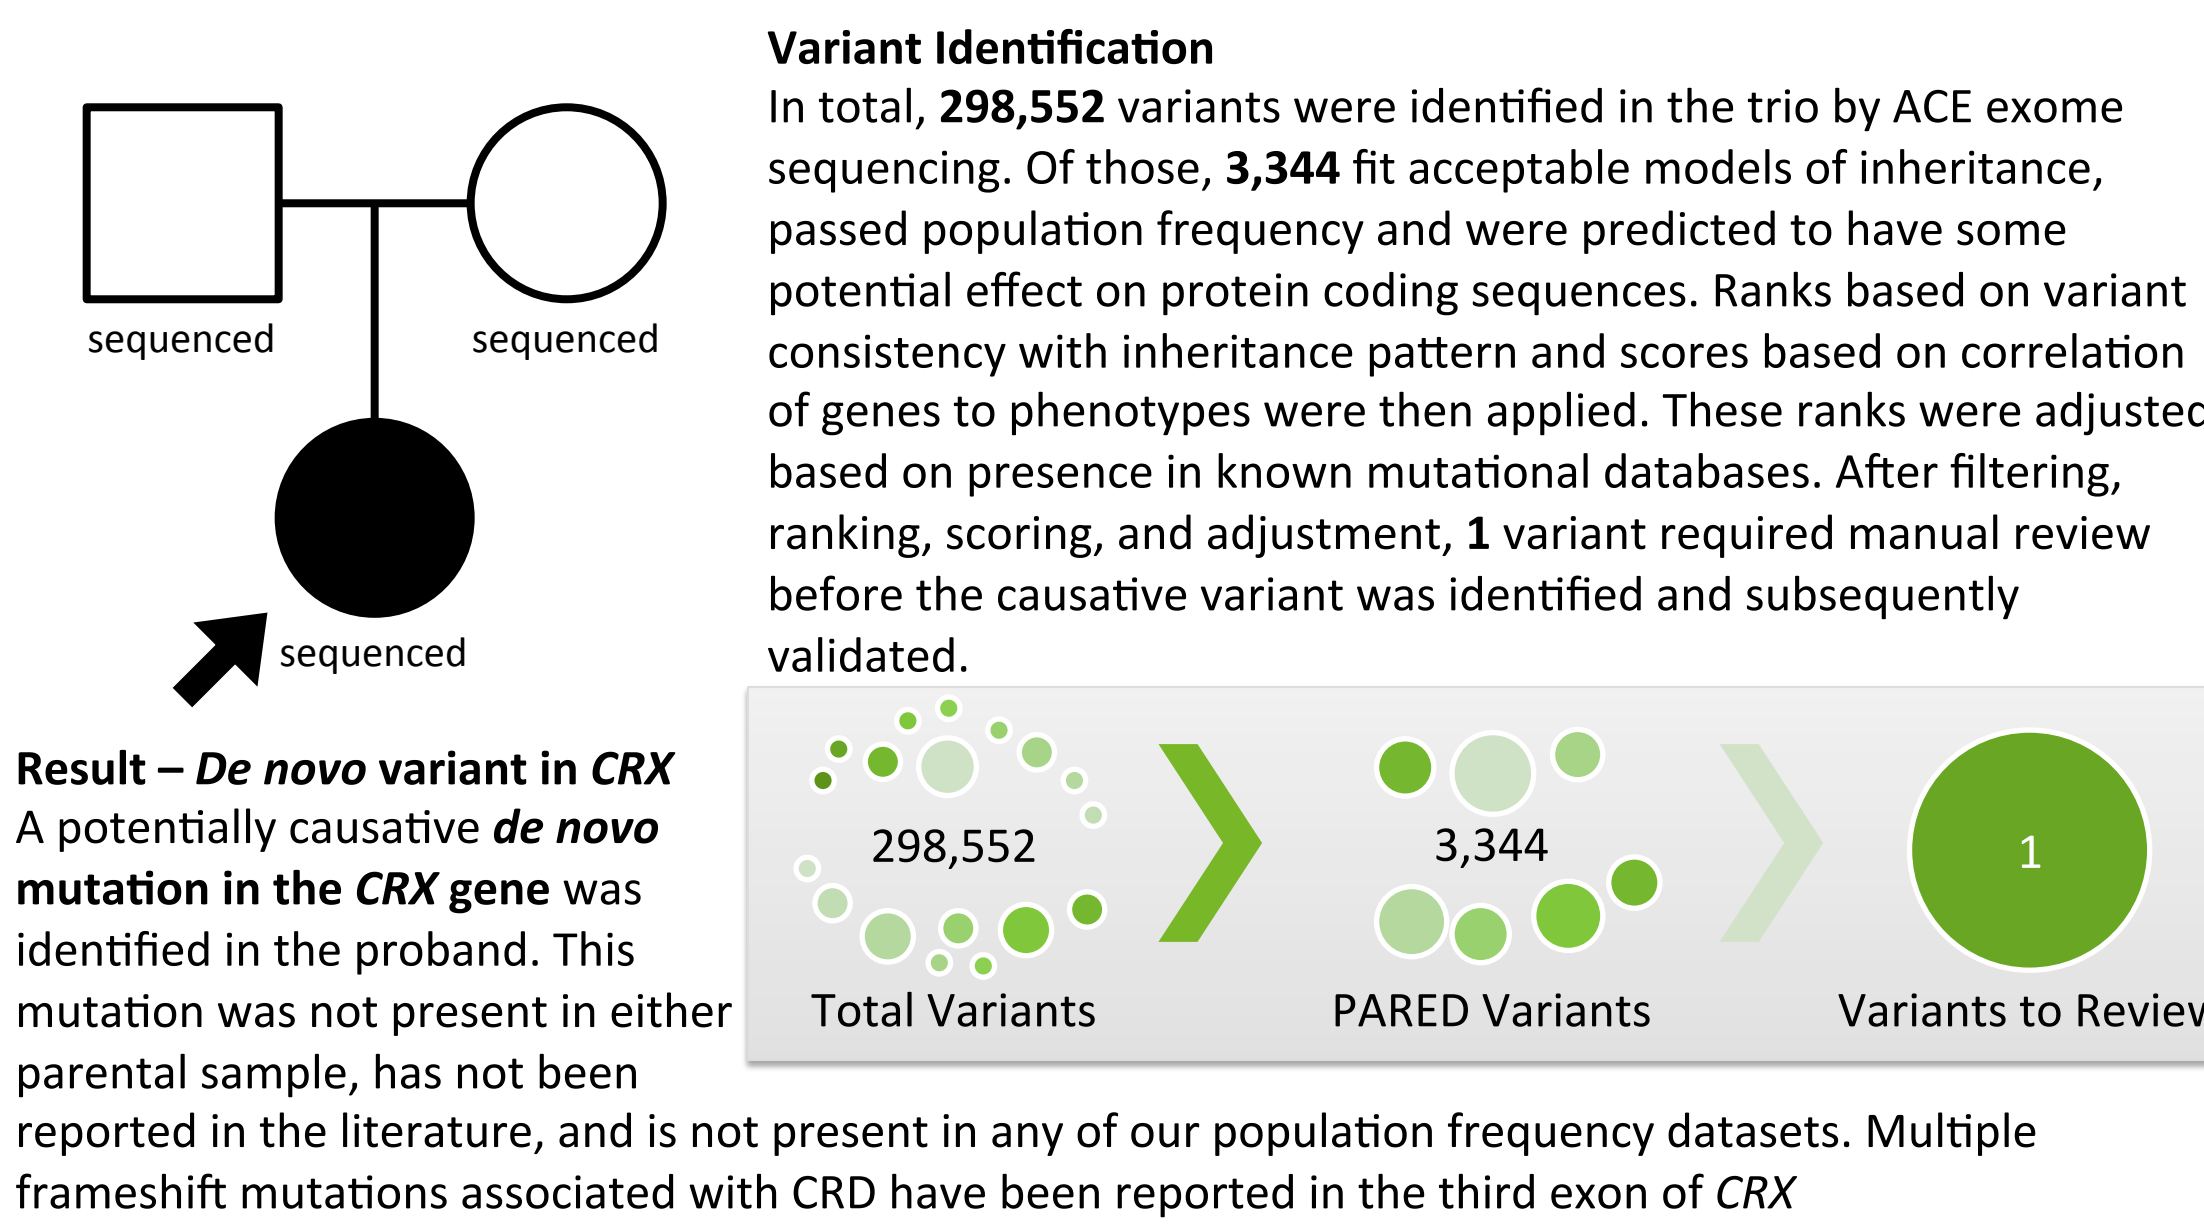 Variant Identification
In total, 298,552 variants were identified in the trio by ACE exome
sequencing. Of those, 3,344 fit acceptable models of inheritance,
passed population frequency and were predicted to have some
potential effect on protein coding sequences. Ranks based on variant
consistency with inheritance pattern and scores based on correlation
of genes to phenotypes were then applied. These ranks were adjusted
based on presence in known mutational databases. After filtering,
ranking, scoring, and adjustment, 1 variant required manual review
before the causative variant was identified and subsequently
validated.
sequenced
sequenced
sequenced
298,552
3,344
1
Total Variants
PARED Variants
Variants to Review
Result – De novo variant in CRX
A potentially causative de novo
mutation in the CRX gene was
identified in the proband. This
mutation was not present in either
parental sample, has not been
reported in the literature, and is not present in any of our population frequency datasets. Multiple
frameshift mutations associated with CRD have been reported in the third exon of CRX